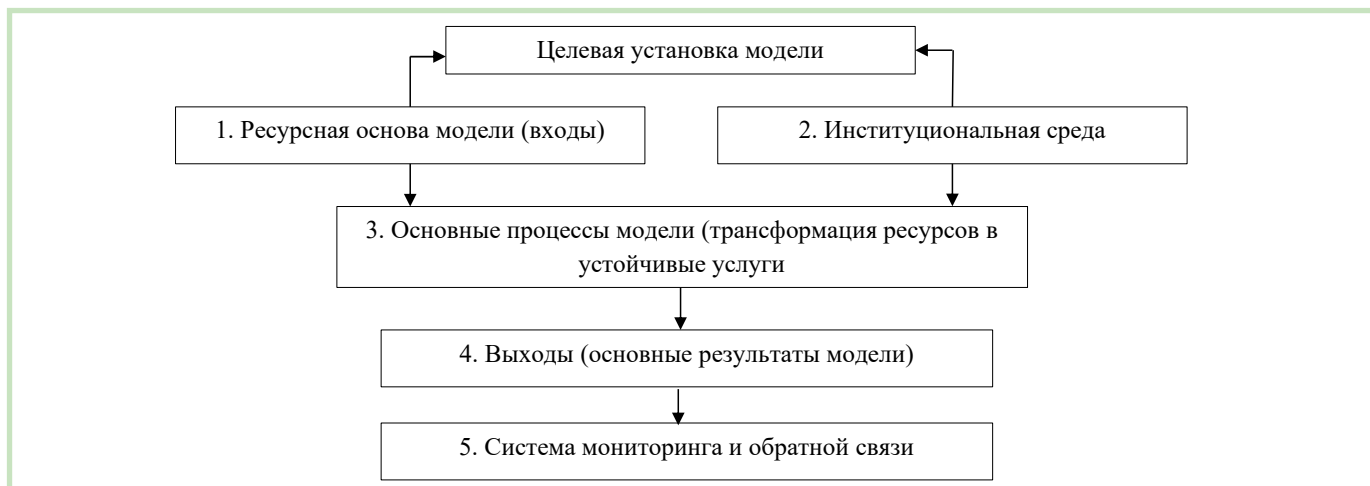 Целевая установка модели
1. Ресурсная основа модели (входы)
2. Институциональная среда
3. Основные процессы модели (трансформация ресурсов в
устойчивые услуги
4. Выходы (основные результаты модели)
5. Система мониторинга и обратной связи